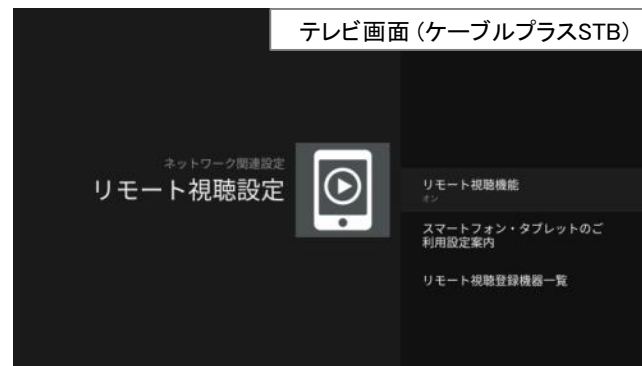 テレビ画面 (ケーブルプラスSTB)
ネットワーク関連設定
リモート視聴設定
リモート視聴機能
オン
スマートフォン・タブレットのご
利用設定案内
リモート視聴登録機器一覧